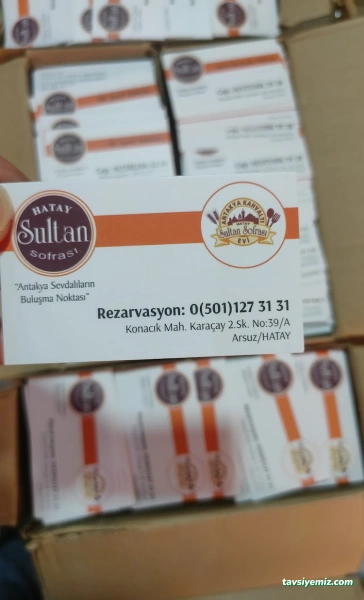 HATAY
Sultan
sofrası
"Antakya Sevdalıların
Buluşma Noktası"
ANTAKYA KAHVALTI
HATAY
Sultan Sofrası
EVİ
Rezarvasyon: 0(501)127 31 31
Konacık Mah. Karaçay 2.Sk. No:39/A
Arsuz/HATAY
tavsiyemiz.com